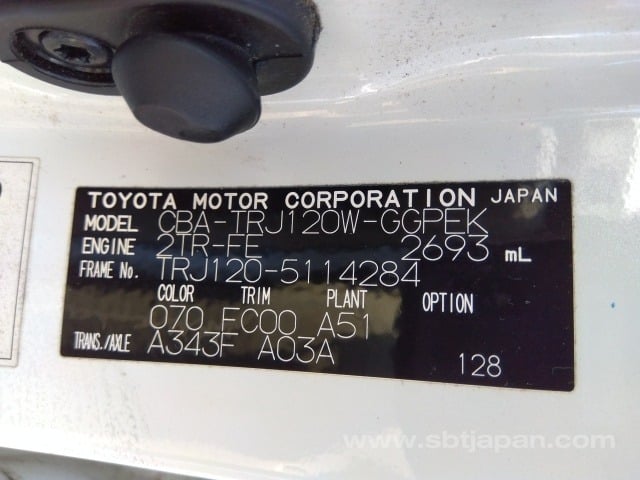 TOYOTA MOTOR CORPORATION JAPAN
MODEL CBA-TRJ120W-GGPEK
ENGINE 2TR-FE 2693 mL
FRAME No. TRJ120-5114284
COLOR TRIM PLANT OPTION
070 FC00 A51
TRANS./AXLE A343F A03A
128
www.sbtjapan.com